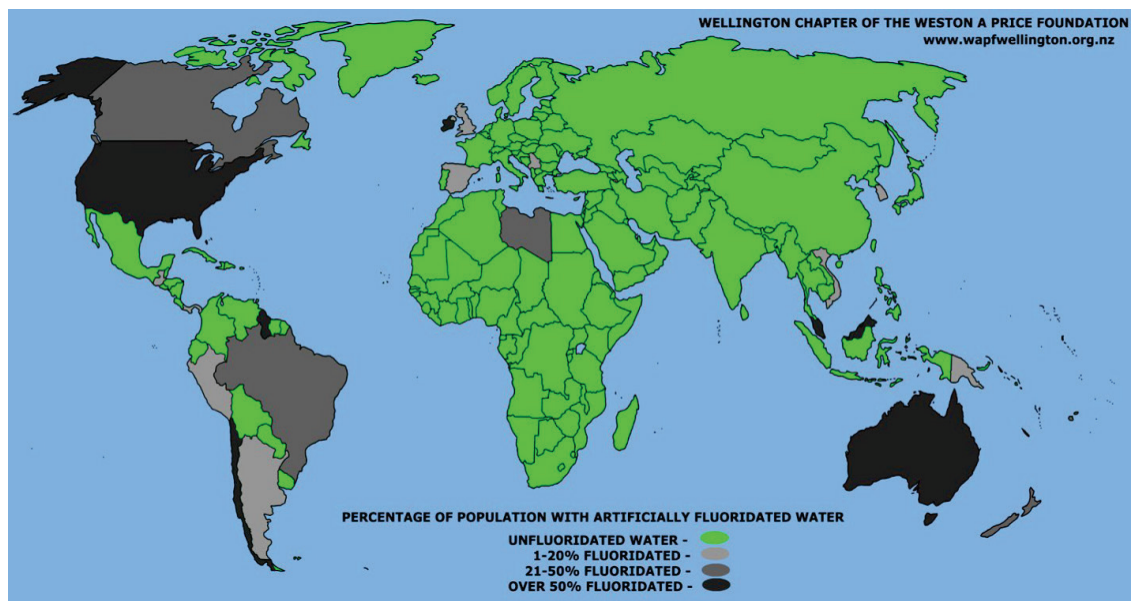 WELLINGTON CHAPTER OF THE WESTON A PRICE FOUNDATION
www.wapfwellington.org.nz
PERCENTAGE OF POPULATION WITH ARTIFICIALLY FLUORIDATED WATER
UNFLUORIDATED WATER -
1-20% FLUORIDATED -
21-50% FLUORIDATED -
OVER 50% FLUORIDATED -